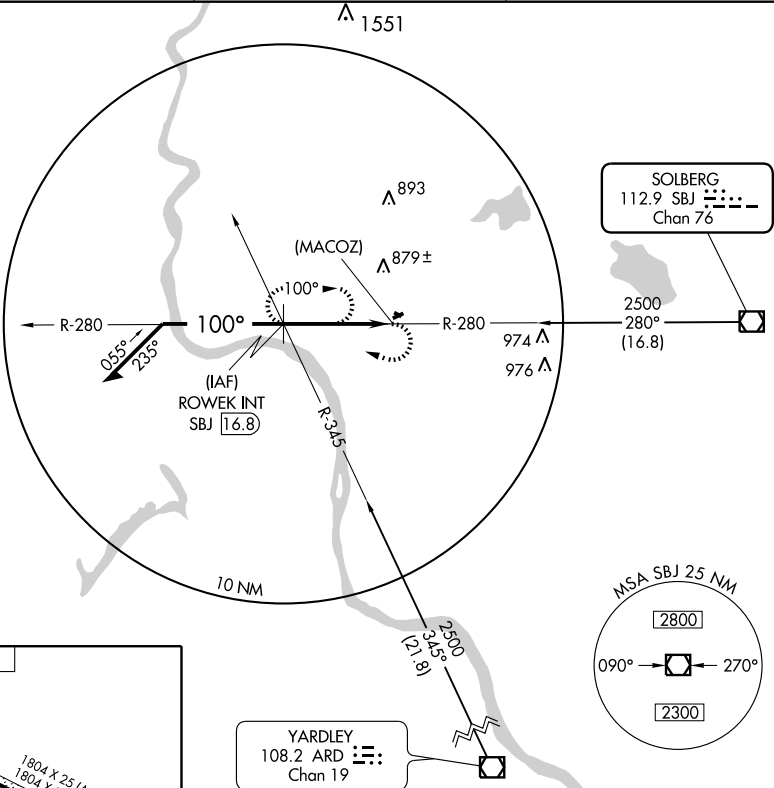 1551
893
879±
(MACOZ)
100°
SOLBERG
112.9 SBJ
Chan 76
R-280
100°
R-280
2500
280°
(16.8)
974
976
055°
235°
(IAF)
ROWEK INT
SBJ 16.8
R-345
10 NM
2500
345°
(21.8)
MSA SBJ 25 NM
2800
090°
270°
2300
YARDLEY
108.2 ARD
Chan 19
1804 X 25
1804 X